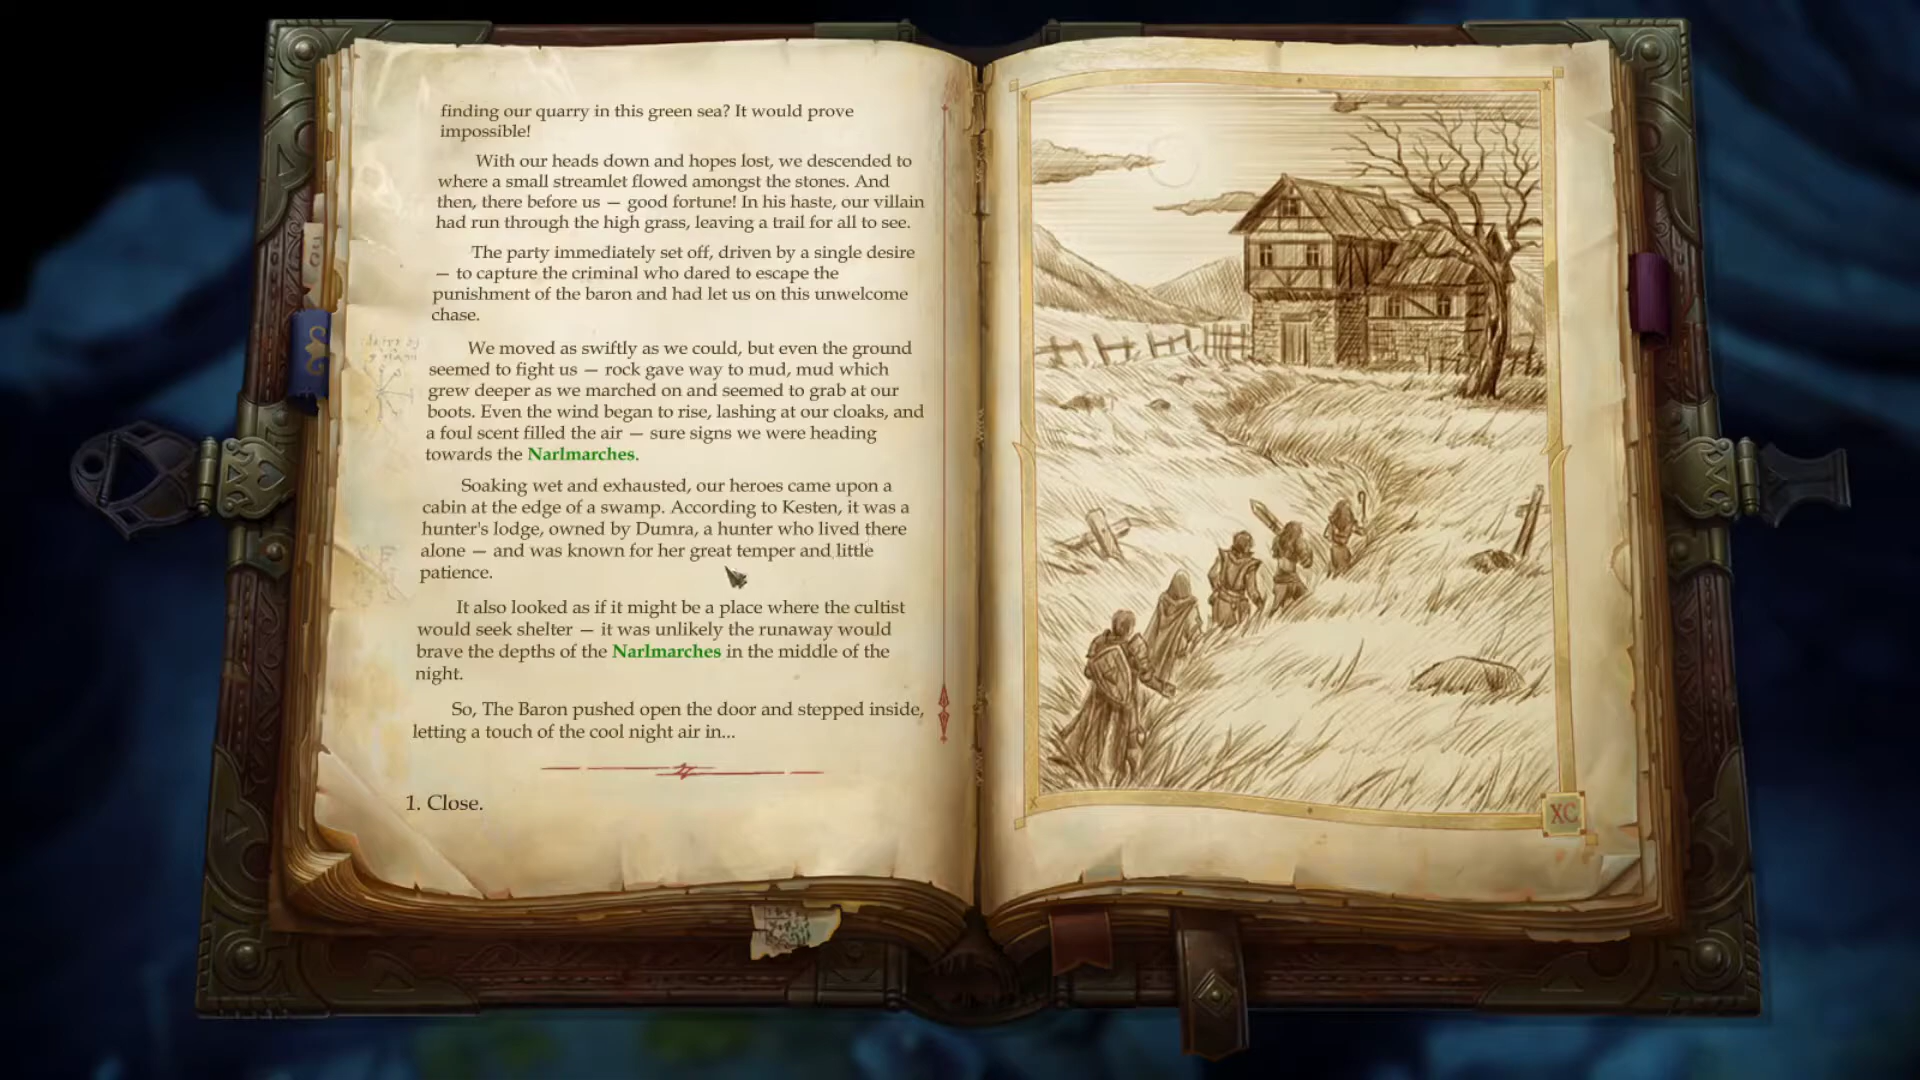 finding our quarry in this green sea? It would prove
impossible!
With our heads down and hopes lost, we descended to
where a small streamlet flowed amongst the stones. And
then, there before us — good fortune! In his haste, our villain
had run through the high grass, leaving a trail for all to see.
The party immediately set off, driven by a single desire
— to capture the criminal who dared to escape the
punishment of the baron and had let us on this unwelcome
chase.
We moved as swiftly as we could, but even the ground
seemed to fight us — rock gave way to mud, mud which
grew deeper as we marched on and seemed to grab at our
boots. Even the wind began to rise, lashing at our cloaks, and
a foul scent filled the air — sure signs we were heading
towards the Narlmarches.
Soaking wet and exhausted, our heroes came upon a
cabin at the edge of a swamp. According to Kesten, it was a
hunter's lodge, owned by Dumra, a hunter who lived there
alone — and was known for her great temper and little
patience.
It also looked as if it might be a place where the cultist
would seek shelter — it was unlikely the runaway would
brave the depths of the Narlmarches in the middle of the
night.
So, The Baron pushed open the door and stepped inside,
letting a touch of the cool night air in...
1. Close.
XC